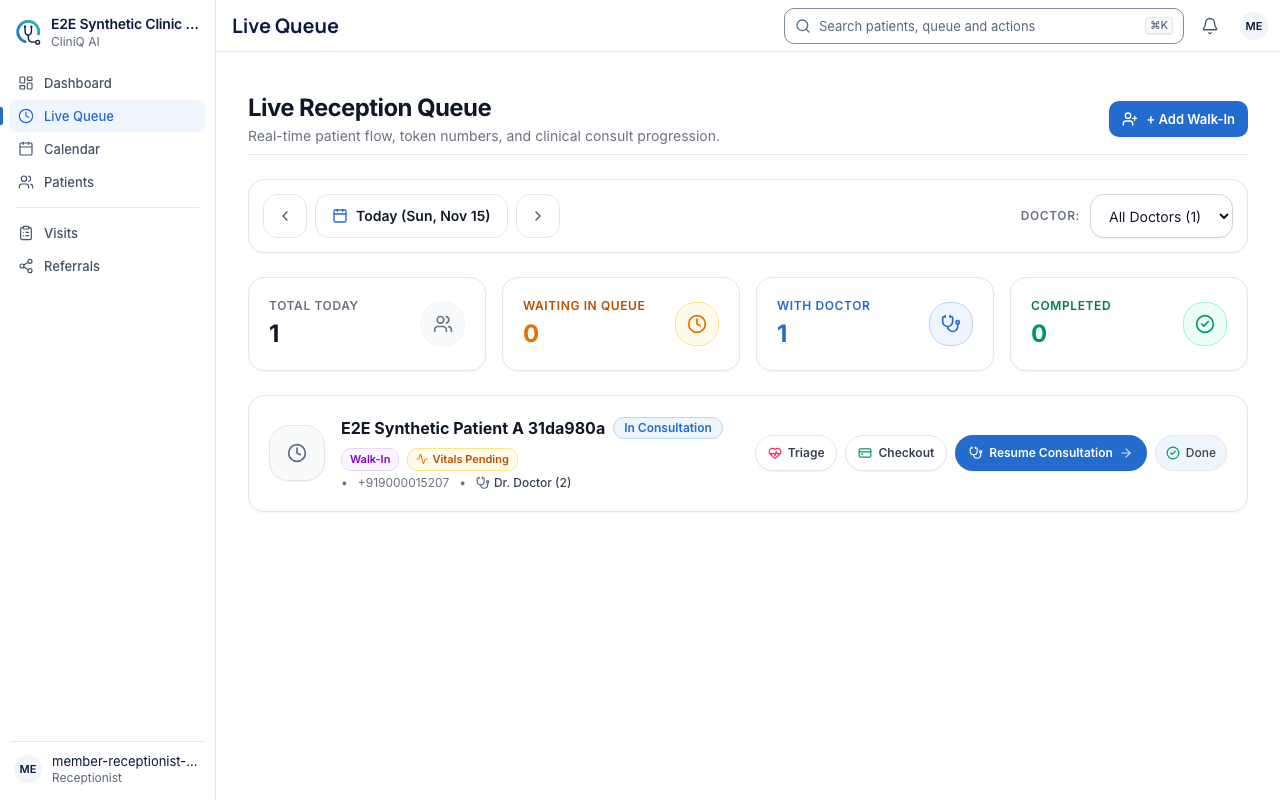 E2E Synthetic Clinic ...
CliniQ AI
Dashboard
Live Queue
Calendar
Patients
Visits
Referrals
ME
member-receptionist-...
Receptionist
Live Queue
Search patients, queue and actions
⌘K
ME
Live Reception Queue
Real-time patient flow, token numbers, and clinical consult progression.
+ Add Walk-In
Today (Sun, Nov 15)
DOCTOR:
All Doctors (1)
TOTAL TODAY
1
WAITING IN QUEUE
0
WITH DOCTOR
1
COMPLETED
0
E2E Synthetic Patient A 31da980a
In Consultation
Walk-In
Vitals Pending
• +919000015207 • Dr. Doctor (2)
Triage
Checkout
Resume Consultation
Done